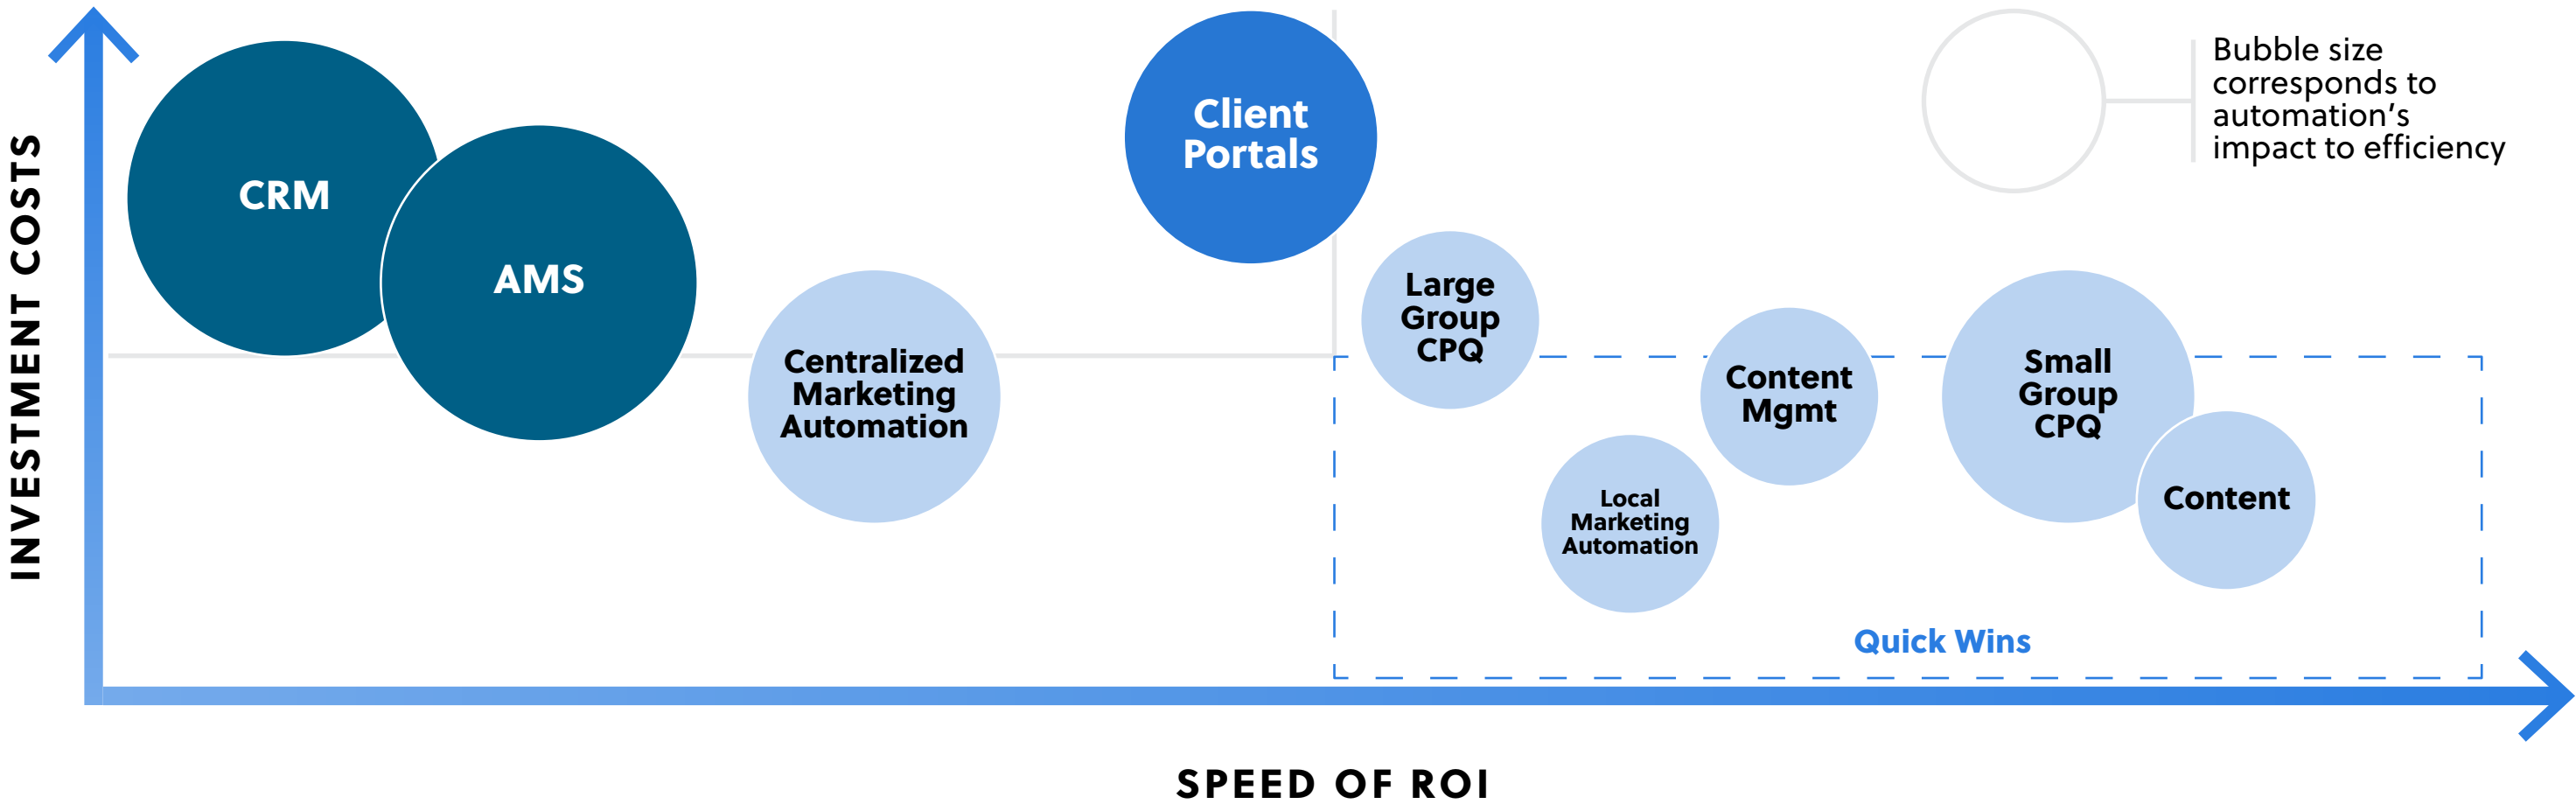 INVESTMENT COSTS
CRM
AMS
Centralized
Marketing
Automation
Client
Portals
Large
Group
CPQ
Local
Marketing
Automation
Content
Mgmt
Small
Group
CPQ
Content
Bubble size
corresponds to
automation's
impact to efficiency
Quick Wins
SPEED OF ROI